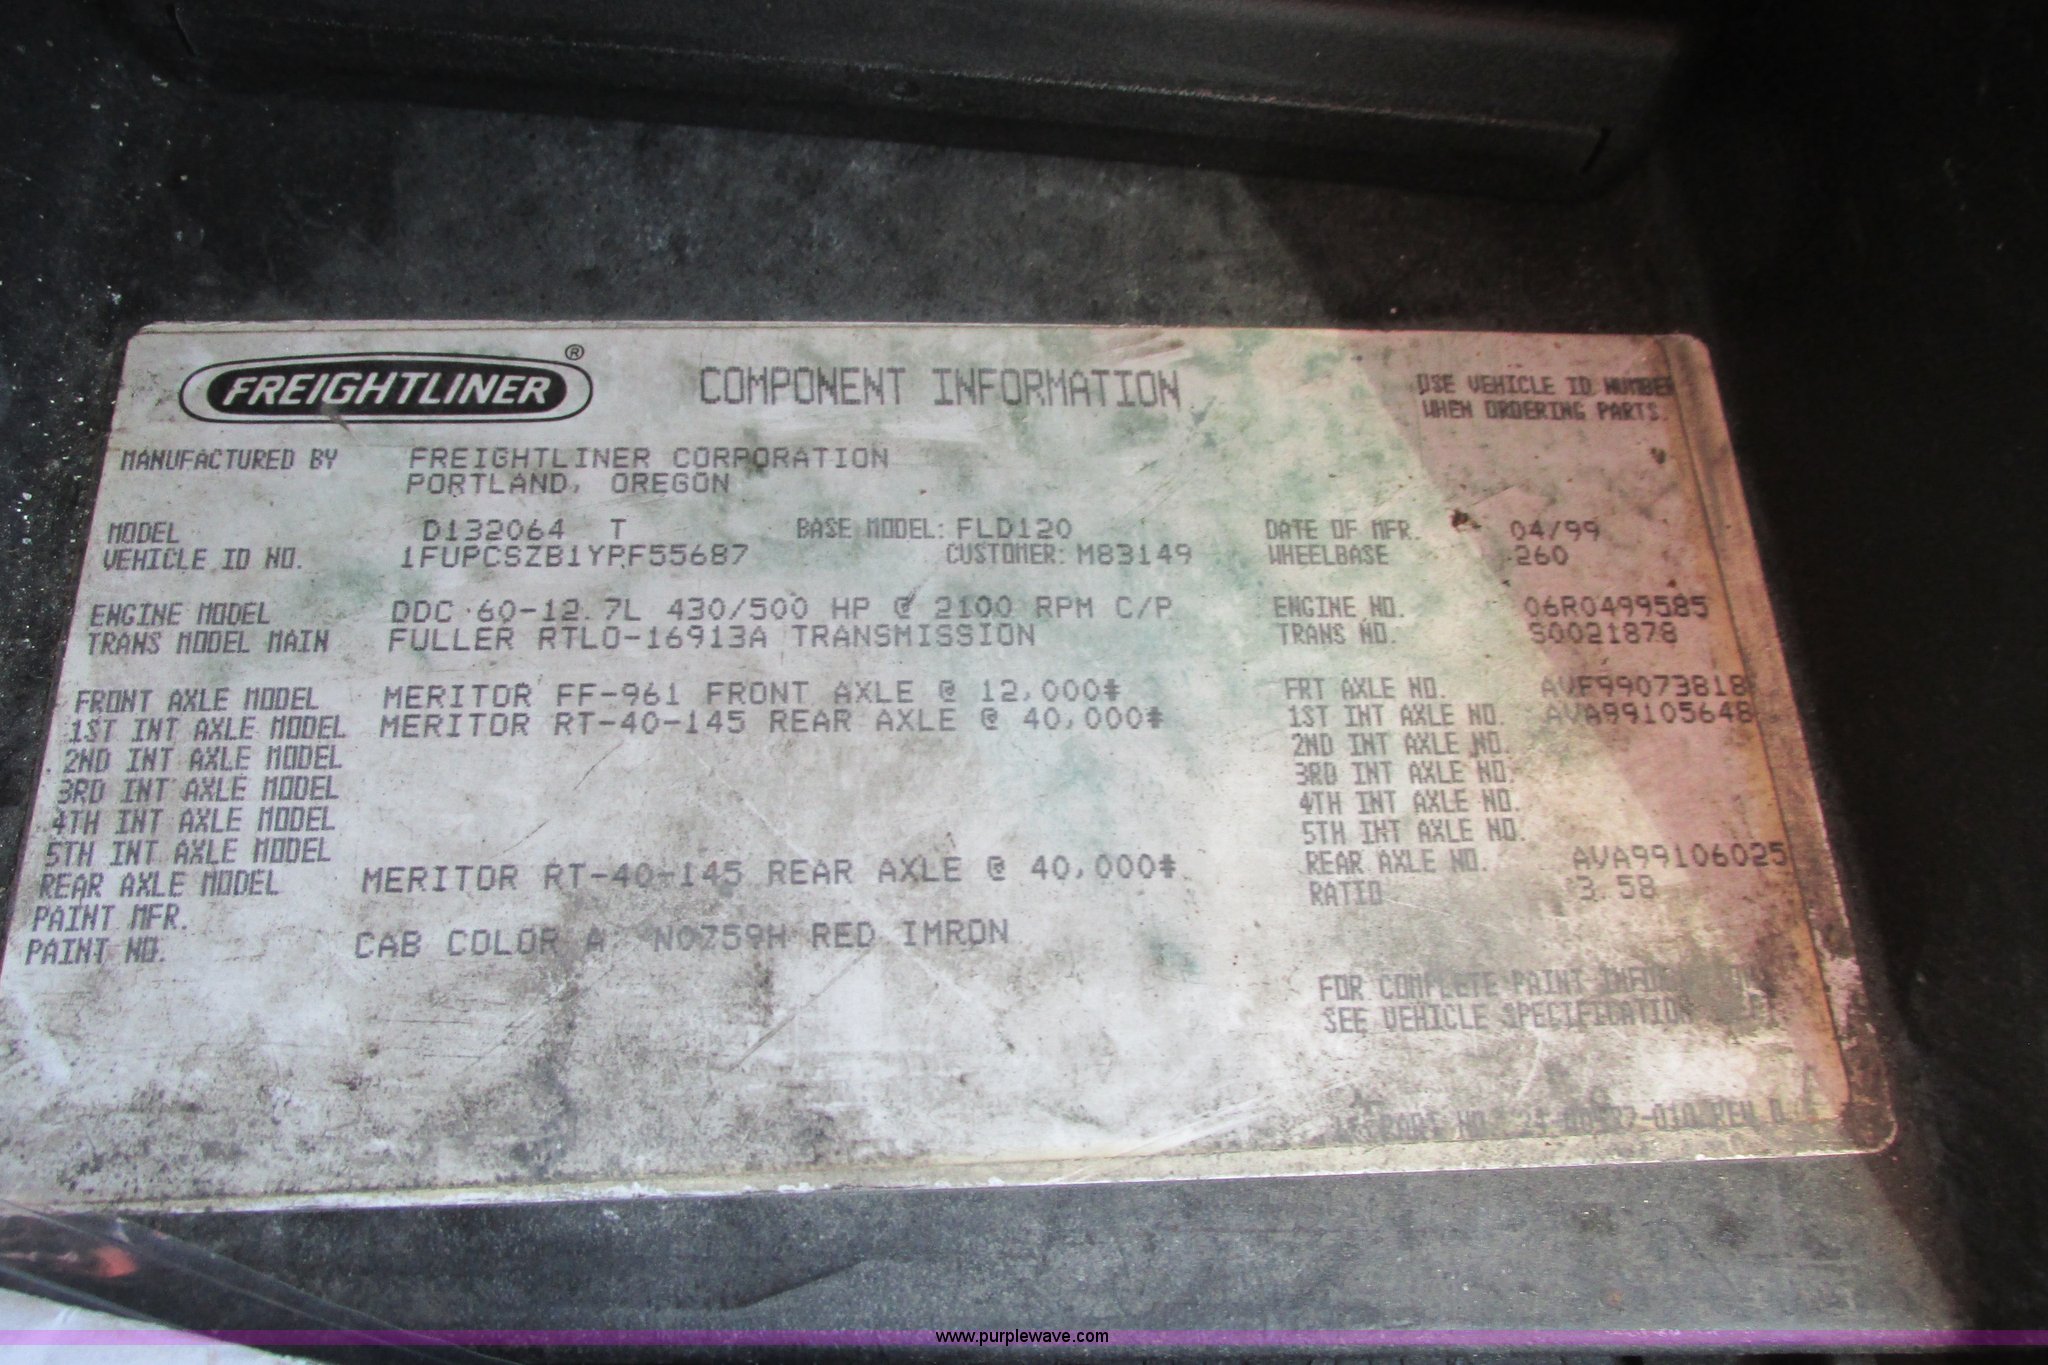 FREIGHTLINER ®
COMPONENT INFORMATION
USE VEHICLE ID NUMBER
WHEN ORDERING PARTS.
MANUFACTURED BY FREIGHTLINER CORPORATION
PORTLAND, OREGON
MODEL D132064 T BASE MODEL: FLD120 DATE OF MFR. 04/99
VEHICLE ID NO. 1FUPCSZB1YPF55687 CUSTOMER: M83149 WHEELBASE 260
ENGINE MODEL DDC 60-12.7L 430/500 HP @ 2100 RPM C/P ENGINE NO. 06R0499585
TRANS MODEL MAIN FULLER RTLO-16913A TRANSMISSION TRANS NO. S0021878
FRONT AXLE MODEL MERITOR FF-961 FRONT AXLE @ 12,000# FRT AXLE NO. AVF99073818
1ST INT AXLE MODEL MERITOR RT-40-145 REAR AXLE @ 40,000# 1ST INT AXLE NO. AVA99105648
2ND INT AXLE MODEL 2ND INT AXLE NO.
3RD INT AXLE MODEL 3RD INT AXLE NO.
4TH INT AXLE MODEL 4TH INT AXLE NO.
5TH INT AXLE MODEL 5TH INT AXLE NO.
REAR AXLE MODEL MERITOR RT-40-145 REAR AXLE @ 40,000# REAR AXLE NO. AVA99106025
RATIO 3.58
PAINT MFR.
PAINT NO. CAB COLOR A N0759H RED IMRON
FOR COMPLETE PAINT INFORMATION
SEE VEHICLE SPECIFICATION
PART NO.
www.purplewave.com